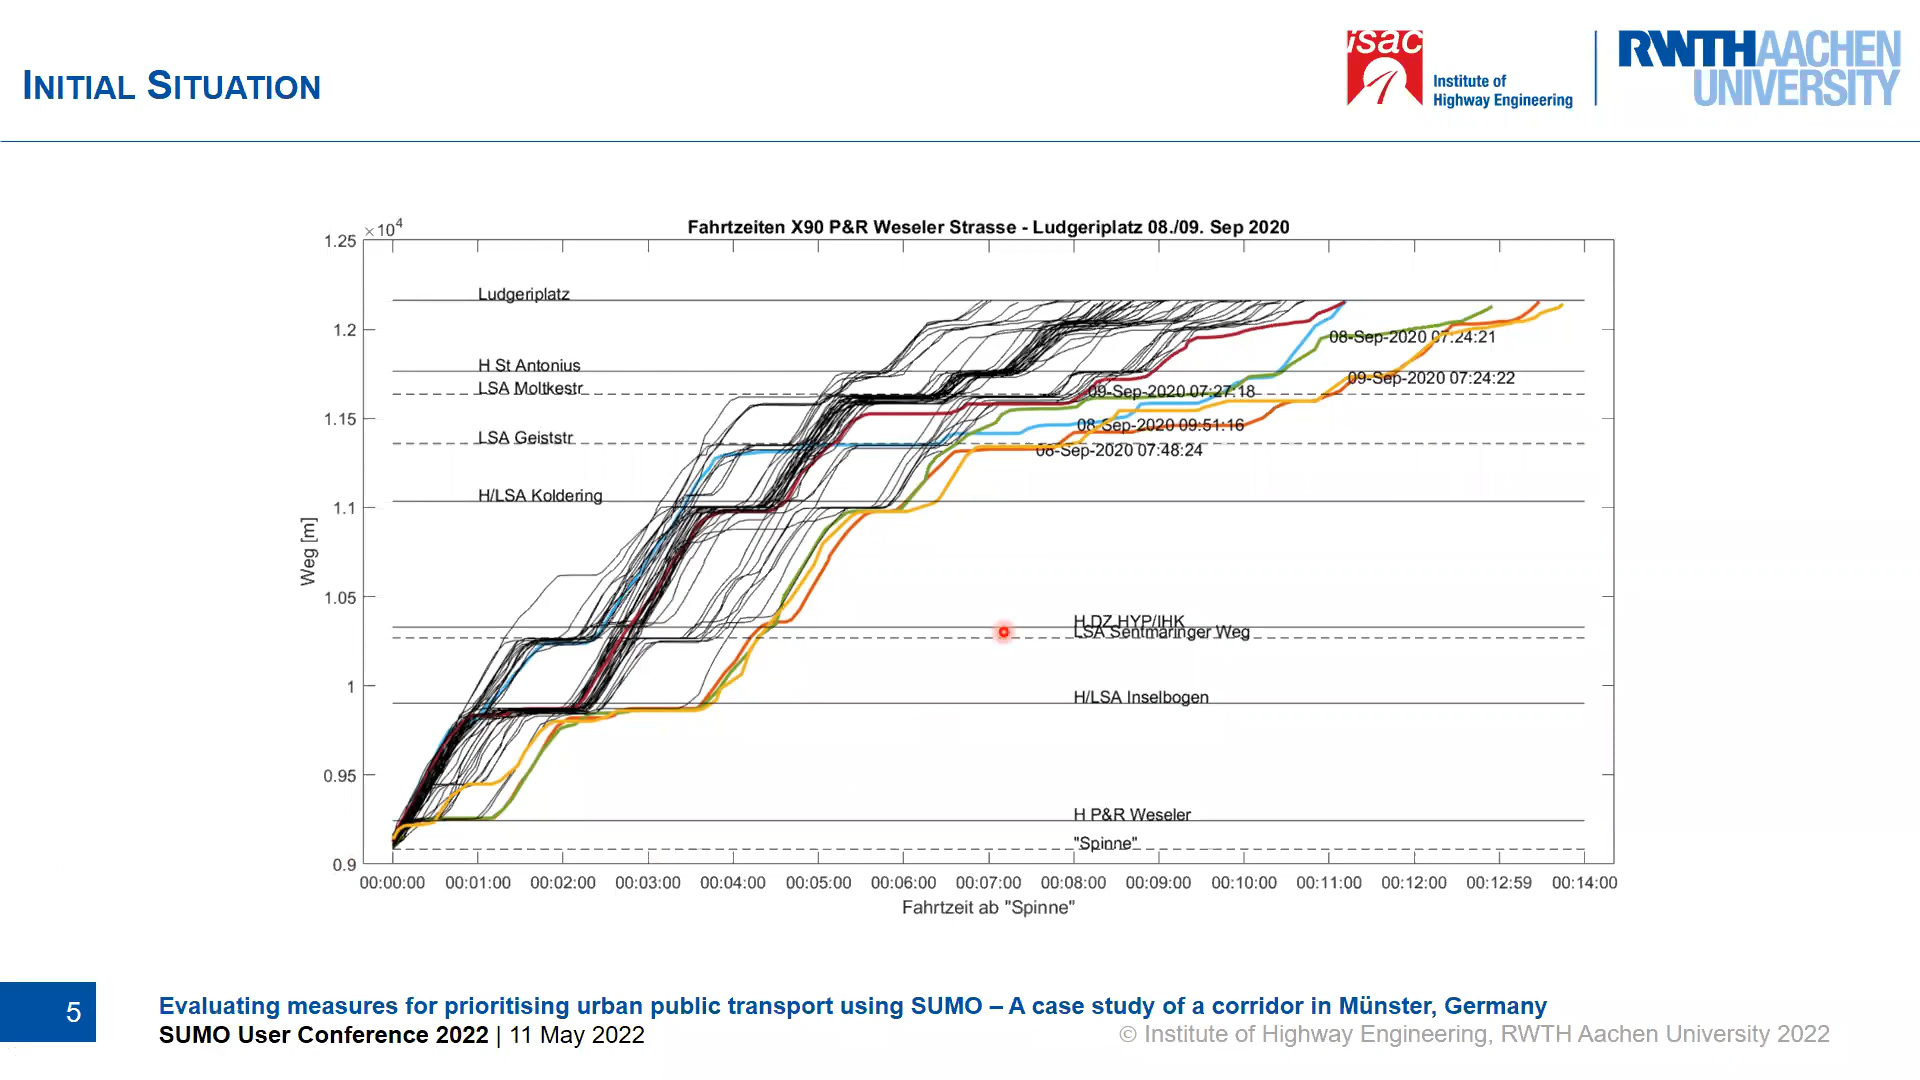 INITIAL SITUATION
isac
Institute of
Highway Engineering
RWTHAACHEN
UNIVERSITY
Fahrtzeiten X90 P&R Weseler Strasse - Ludgeriplatz 08./09. Sep 2020
×10⁴
1.25
1.2
1.15
1.1
1.05
1
0.95
0.9
Weg [m]
Ludgeriplatz
H St Antonius
LSA Moltkestr
LSA Geiststr
H/LSA Koldering
08-Sep-2020 07:24:21
09-Sep-2020 07:24:22
09-Sep-2020 07:27:18
08-Sep-2020 09:51:16
08-Sep-2020 07:48:24
H DZ HYP/IHK
LSA Sentmaringer Weg
H/LSA Inselbogen
H P&R Weseler
"Spinne"
00:00:00 00:01:00 00:02:00 00:03:00 00:04:00 00:05:00 00:06:00 00:07:00 00:08:00 00:09:00 00:10:00 00:11:00 00:12:00 00:12:59 00:14:00
Fahrtzeit ab "Spinne"
5
Evaluating measures for prioritising urban public transport using SUMO – A case study of a corridor in Münster, Germany
SUMO User Conference 2022 | 11 May 2022
© Institute of Highway Engineering, RWTH Aachen University 2022